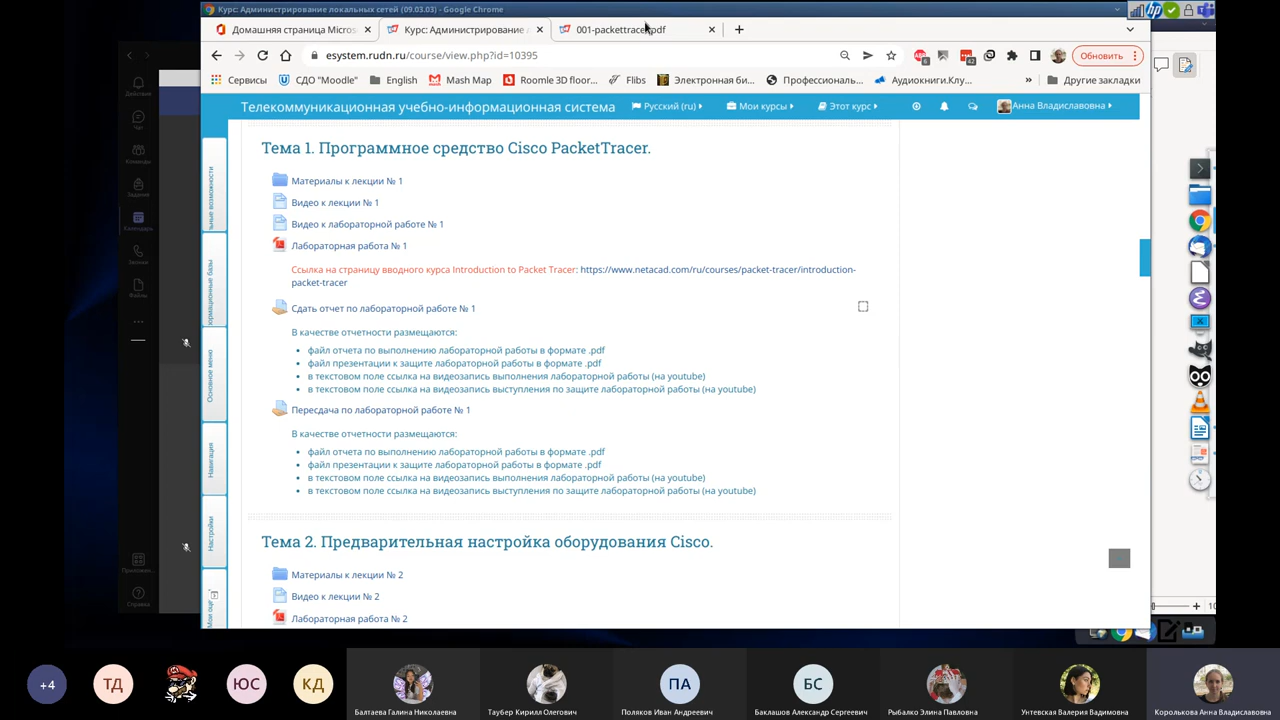 Курс: Администрирование локальных сетей (09.03.03) - Google Chrome
Домашняя страница Micros
Курс: Администрирование
001-packettracer.pdf
esystem.rudn.ru/course/view.php?id=10395
Обновить
Сервисы
СДО "Moodle"
English
Mash Map
Roomle 3D floor...
Flibs
Электронная би...
Профессиональ...
Аудиокниги.Клу...
»
Другие закладки
Телекоммуникационная учебно-информационная система
Русский (ru)
Мои курсы
Этот курс
Анна Владиславовна
Действия
Чат
Команды
Задания
Календарь
Звонки
Файлы
Справка
Основное меню
Навигация
Настройки
Тема 1. Программное средство Cisco PacketTracer.
Материалы к лекции № 1
Видео к лекции № 1
Видео к лабораторной работе № 1
Лабораторная работа № 1
Ссылка на страницу вводного курса Introduction to Packet Tracer: https://www.netacad.com/ru/courses/packet-tracer/introduction-
packet-tracer
Сдать отчет по лабораторной работе № 1
В качестве отчетности размещаются:
• файл отчета по выполнению лабораторной работы в формате .pdf
• файл презентации к защите лабораторной работы в формате .pdf
• в текстовом поле ссылка на видеозапись выполнения лабораторной работы (на youtube)
• в текстовом поле ссылка на видеозапись выступления по защите лабораторной работы (на youtube)
Пересдача по лабораторной работе № 1
В качестве отчетности размещаются:
• файл отчета по выполнению лабораторной работы в формате .pdf
• файл презентации к защите лабораторной работы в формате .pdf
• в текстовом поле ссылка на видеозапись выполнения лабораторной работы (на youtube)
• в текстовом поле ссылка на видеозапись выступления по защите лабораторной работы (на youtube)
Тема 2. Предварительная настройка оборудования Cisco.
Материалы к лекции № 2
Видео к лекции № 2
Лабораторная работа № 2
+4
ТД
ЮС
КД
ПА
БС
Балтаева Галина Николаевна
Таубер Кирилл Олегович
Поляков Иван Андреевич
Баклашов Александр Сергеевич
Рыбалко Элина Павловна
Унтевская Валерия Вадимовна
Королькова Анна Владиславовна